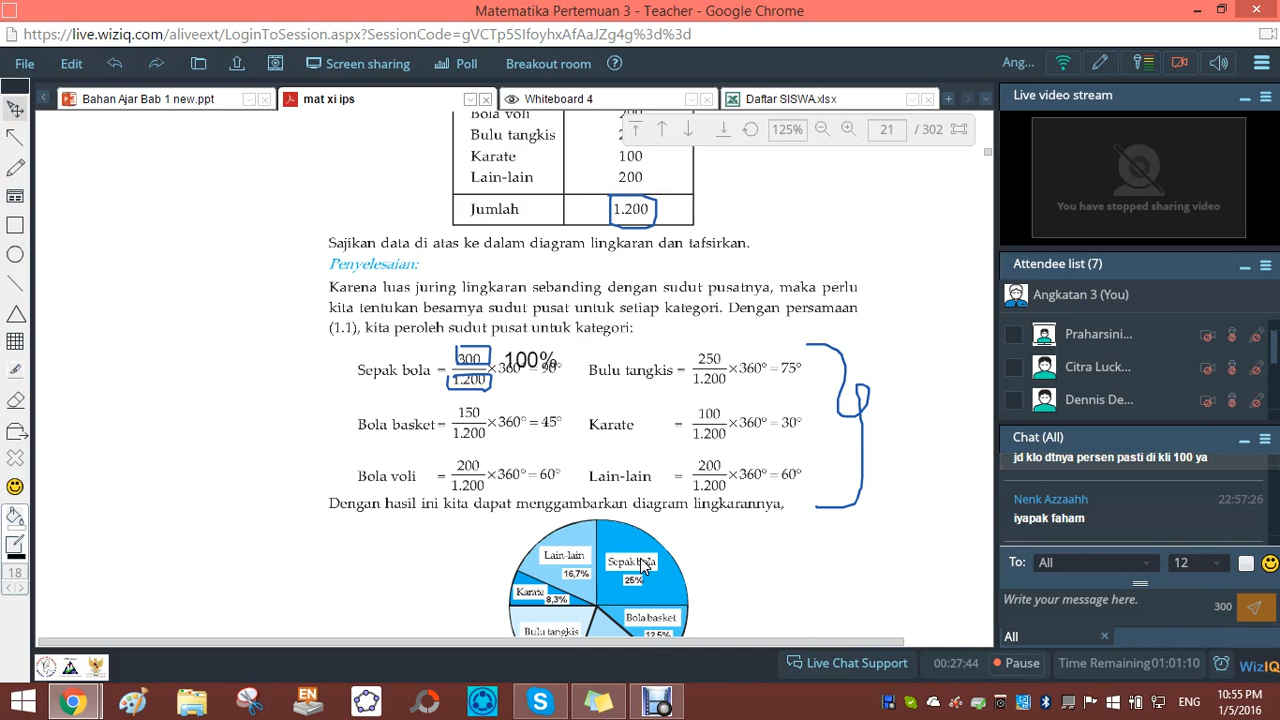 Matematika Pertemuan 3 - Teacher - Google Chrome
https://live.wiziq.com/aliveext/LoginToSession.aspx?SessionCode=gVCTp5SIfoyhxAfAaJZg4g%3d%3d
File Edit Screen sharing Poll Breakout room Ang...
Bahan Ajar Bab 1 new.ppt mat xi ips Whiteboard 4 Daftar SISWA.xlsx
125% 21 / 302
Bola voli
Bulu tangkis
Karate 100
Lain-lain 200
Jumlah 1.200
Sajikan data di atas ke dalam diagram lingkaran dan tafsirkan.
Penyelesaian:
Karena luas juring lingkaran sebanding dengan sudut pusatnya, maka perlu
kita tentukan besarnya sudut pusat untuk setiap kategori. Dengan persamaan
(1.1), kita peroleh sudut pusat untuk kategori:
100%
Sepak bola = 300/1.200 ×360° = 90° Bulu tangkis = 250/1.200 ×360° = 75°
Bola basket = 150/1.200 ×360° = 45° Karate = 100/1.200 ×360° = 30°
Bola voli = 200/1.200 ×360° = 60° Lain-lain = 200/1.200 ×360° = 60°
Dengan hasil ini kita dapat menggambarkan diagram lingkarannya,
Lain-lain
16,7%
Sepak bola
25%
Karate
8,3%
Bola basket
12,5%
Bulu tangkis
18
Live video stream
You have stopped sharing video
Attendee list (7)
Angkatan 3 (You)
Praharsini...
Citra Luck...
Dennis De...
Chat (All)
jd klo dtnya persen pasti di kli 100 ya
Nenk Azzaahh 22:57:26
iyapak faham
To: All 12
Write your message here. 300
All
Live Chat Support 00:27:44 Pause Time Remaining 01:01:10 WizIQ
EN
ENG
10:55 PM
1/5/2016